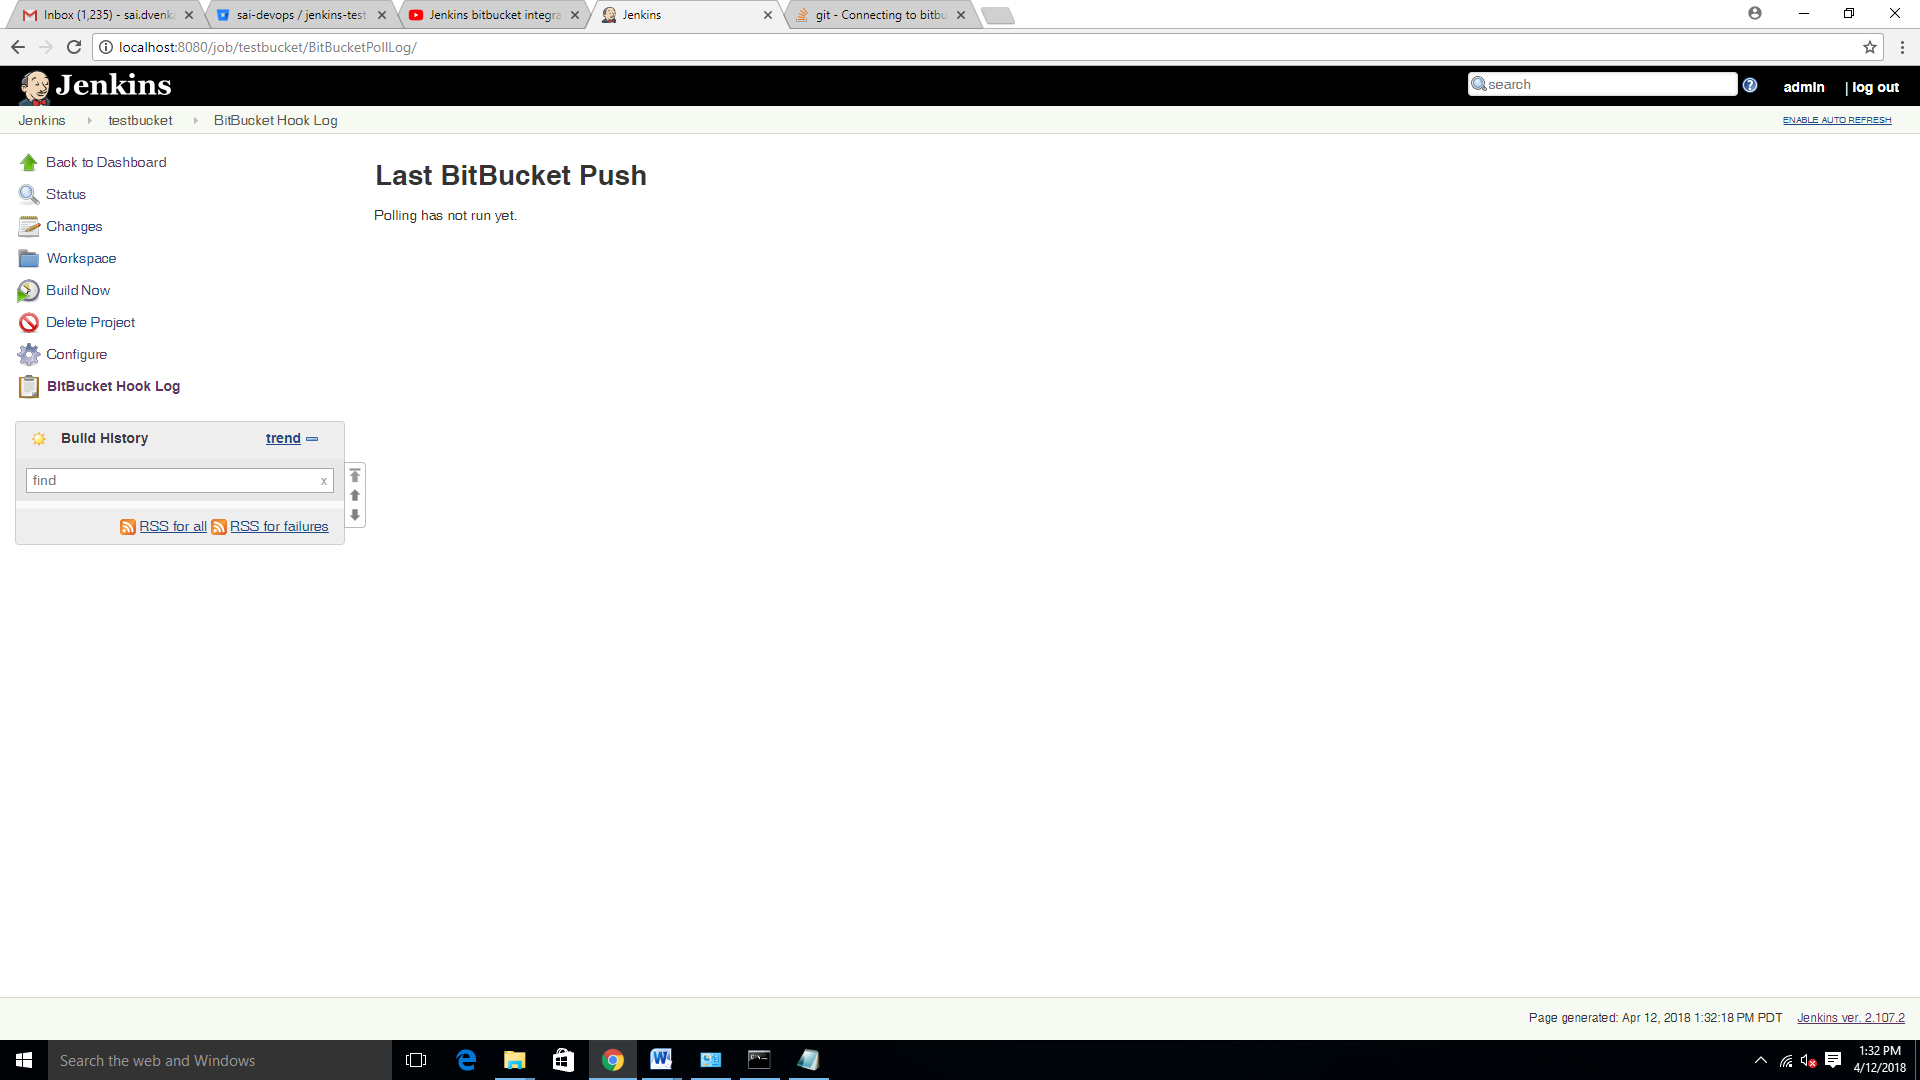 Inbox (1,235) - sai.dvenk
sai-devops / jenkins-test
Jenkins bitbucket integra
Jenkins
git - Connecting to bitbu
localhost:8080/job/testbucket/BitBucketPollLog/
Jenkins
search
admin
| log out
Jenkins
testbucket
BitBucket Hook Log
ENABLE AUTO REFRESH
Back to Dashboard
Status
Changes
Workspace
Build Now
Delete Project
Configure
BitBucket Hook Log
Last BitBucket Push
Polling has not run yet.
Build History
trend
find
x
RSS for all
RSS for failures
Page generated: Apr 12, 2018 1:32:18 PM PDT
Jenkins ver. 2.107.2
Search the web and Windows
1:32 PM
4/12/2018